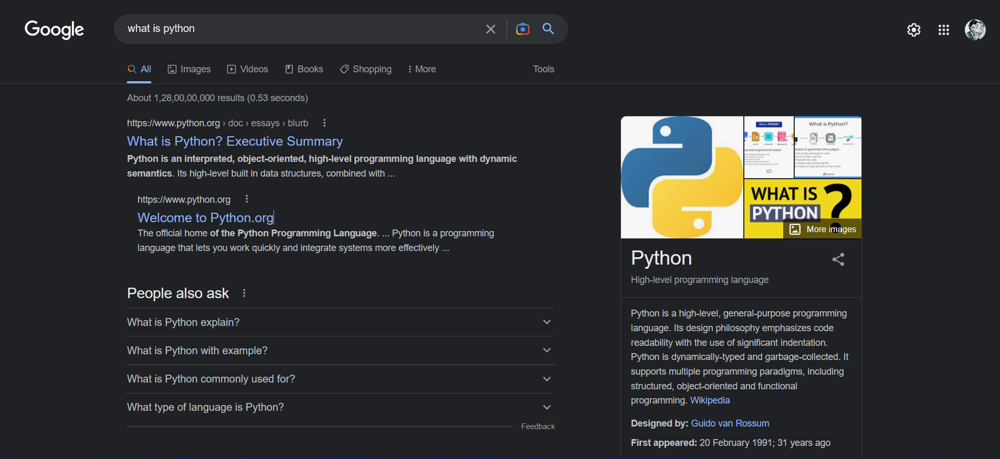 Google
what is python
All Images Videos Books Shopping More Tools
About 1,28,00,00,000 results (0.53 seconds)
https://www.python.org › doc › essays › blurb
What is Python? Executive Summary
Python is an interpreted, object-oriented, high-level programming language with dynamic
semantics. Its high-level built in data structures, combined with ...
https://www.python.org
Welcome to Python.org
The official home of the Python Programming Language. ... Python is a programming
language that lets you work quickly and integrate systems more effectively ...
People also ask
What is Python explain?
What is Python with example?
What is Python commonly used for?
What type of language is Python?
Feedback
What is PYTHON ?
What is Python?
WHAT IS
PYTHON ?
More images
Python
High-level programming language
Python is a high-level, general-purpose programming
language. Its design philosophy emphasizes code
readability with the use of significant indentation.
Python is dynamically-typed and garbage-collected. It
supports multiple programming paradigms, including
structured, object-oriented and functional
programming. Wikipedia
Designed by: Guido van Rossum
First appeared: 20 February 1991; 31 years ago